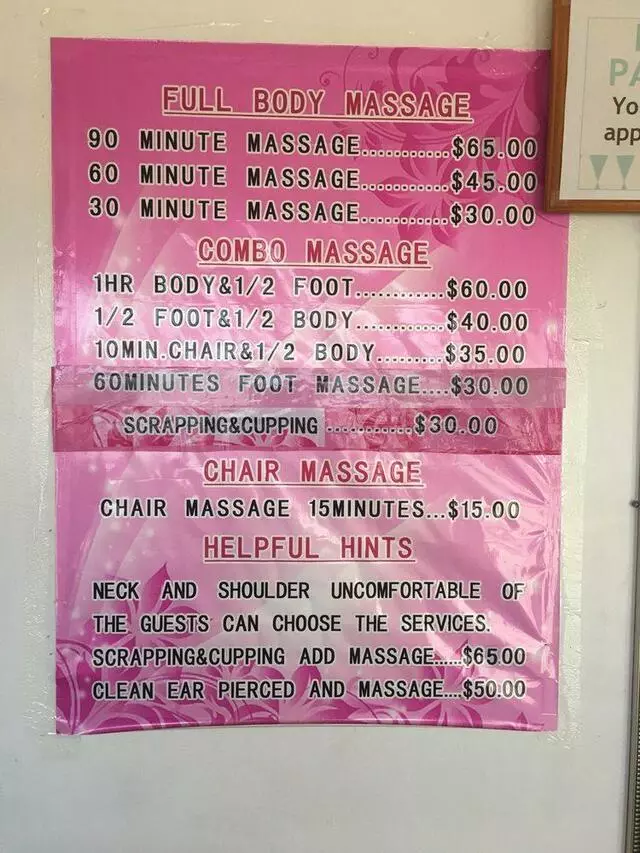 FULL BODY MASSAGE
90 MINUTE MASSAGE...........$65.00
60 MINUTE MASSAGE...........$45.00
30 MINUTE MASSAGE...........$30.00
COMBO MASSAGE
1HR BODY&1/2 FOOT...........$60.00
1/2 FOOT&1/2 BODY...........$40.00
10MIN.CHAIR&1/2 BODY........$35.00
60MINUTES FOOT MASSAGE....$30.00
SCRAPPING&CUPPING ...........$30.00
CHAIR MASSAGE
CHAIR MASSAGE 15MINUTES...$15.00
HELPFUL HINTS
NECK AND SHOULDER UNCOMFORTABLE OF
THE GUESTS CAN CHOOSE THE SERVICES.
SCRAPPING&CUPPING ADD MASSAGE.....$65.00
CLEAN EAR PIERCED AND MASSAGE....$50.00